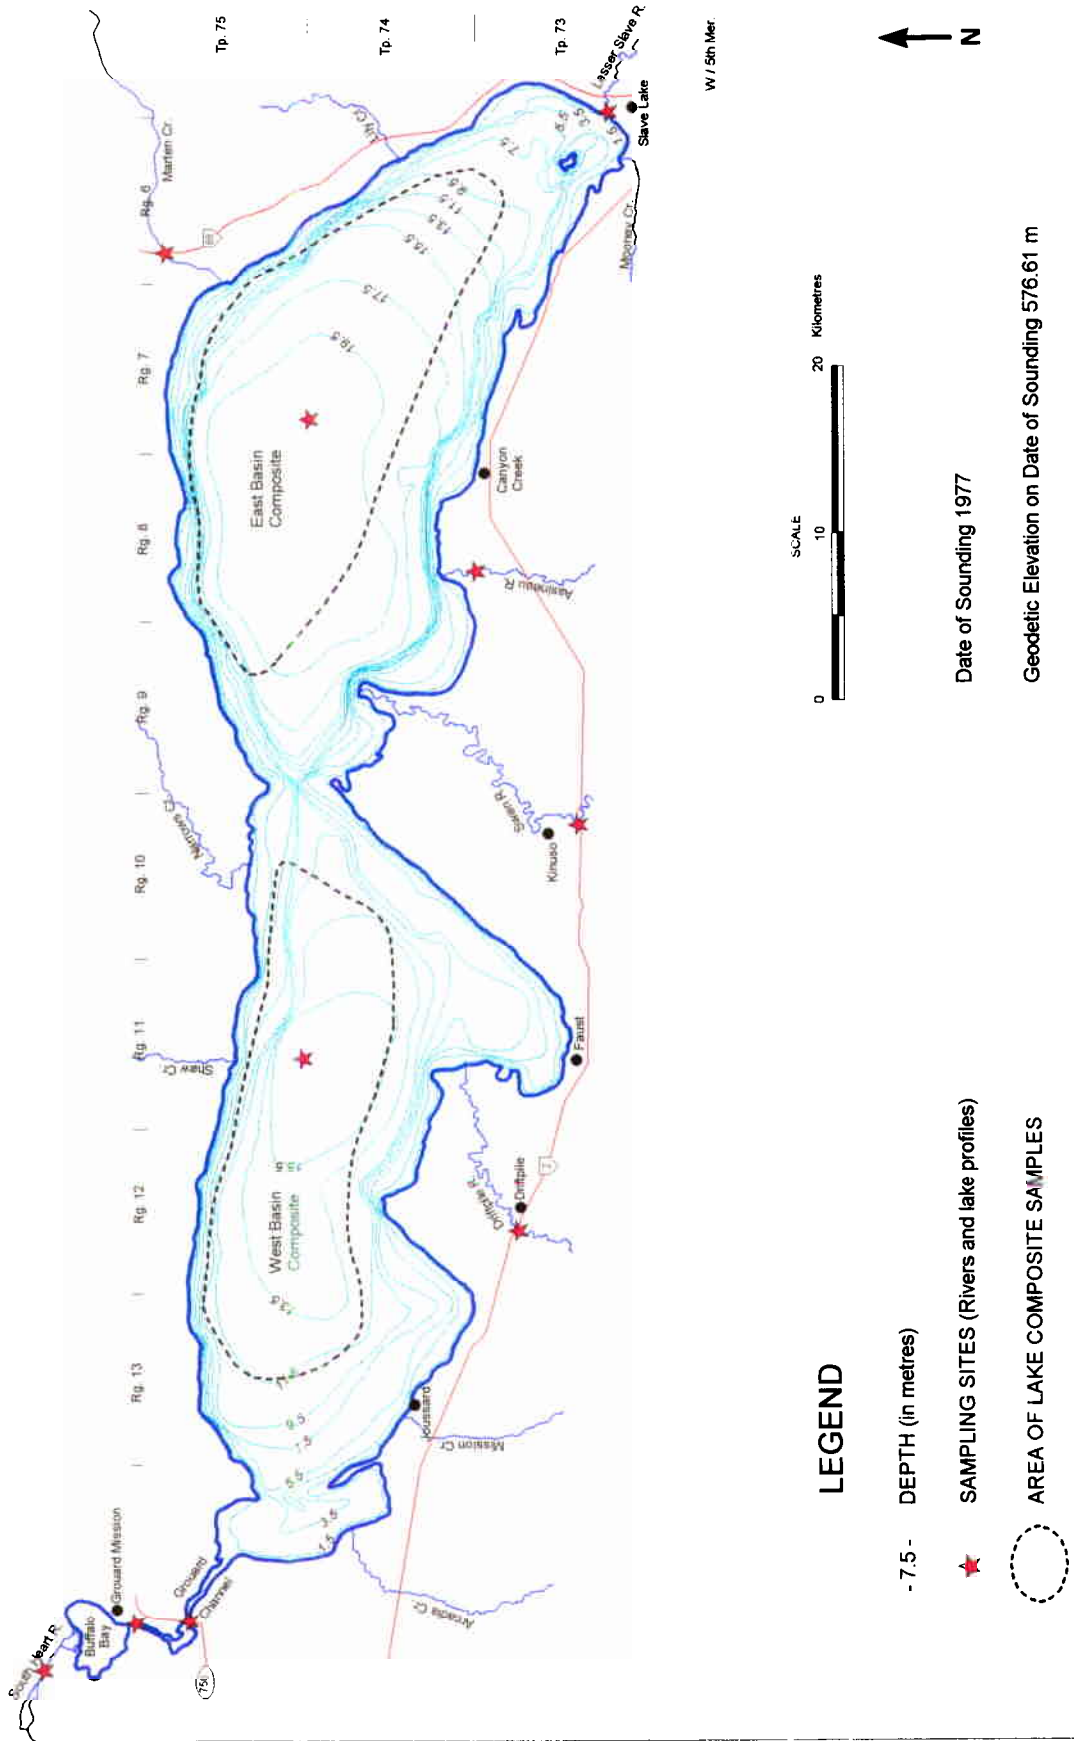 Tp. 75
Tp. 74
Tp. 73
W / 5th Mer.
N
Rg. 6
Rg. 7
Rg. 8
Rg. 9
Rg. 10
Rg. 11
Rg. 12
Rg. 13
Marten Cr.
Lily Cr.
Lesser Slave R.
Slave Lake
Mooney Cr.
88
7.5
5.5
3.5
1.5
9.5
11.5
13.5
15.5
17.5
19.5
East Basin
Composite
Canyon
Creek
Assineau R.
Narrows Cr.
Swan R.
Kinuso
Shaw Cr.
Faust
West Basin
Composite
Driftpile R.
Driftpile
2
13.5
9.5
7.5
5.5
3.5
1.5
Joussard
Mission Cr.
Arcadia Cr.
Grouard Mission
Grouard
Channel
Buffalo
Bay
South Heart R.
750
SCALE
0
10
20
Kilometres
Date of Sounding 1977
Geodetic Elevation on Date of Sounding 576.61 m
LEGEND
- 7.5 - DEPTH (in metres)
SAMPLING SITES (Rivers and lake profiles)
AREA OF LAKE COMPOSITE SAMPLES